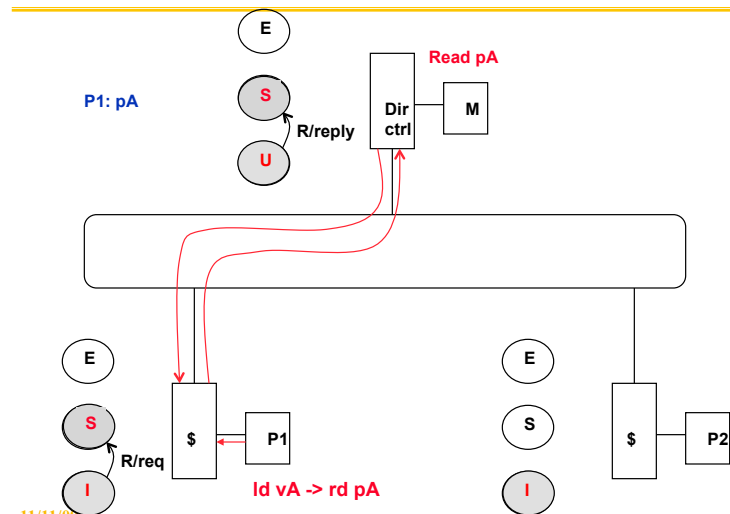 E
Read pA
P1: pA
S
Dir
ctrl
M
R/reply
U
E
E
S
$
P1
S
$
P2
R/req
I
ld vA -> rd pA
I